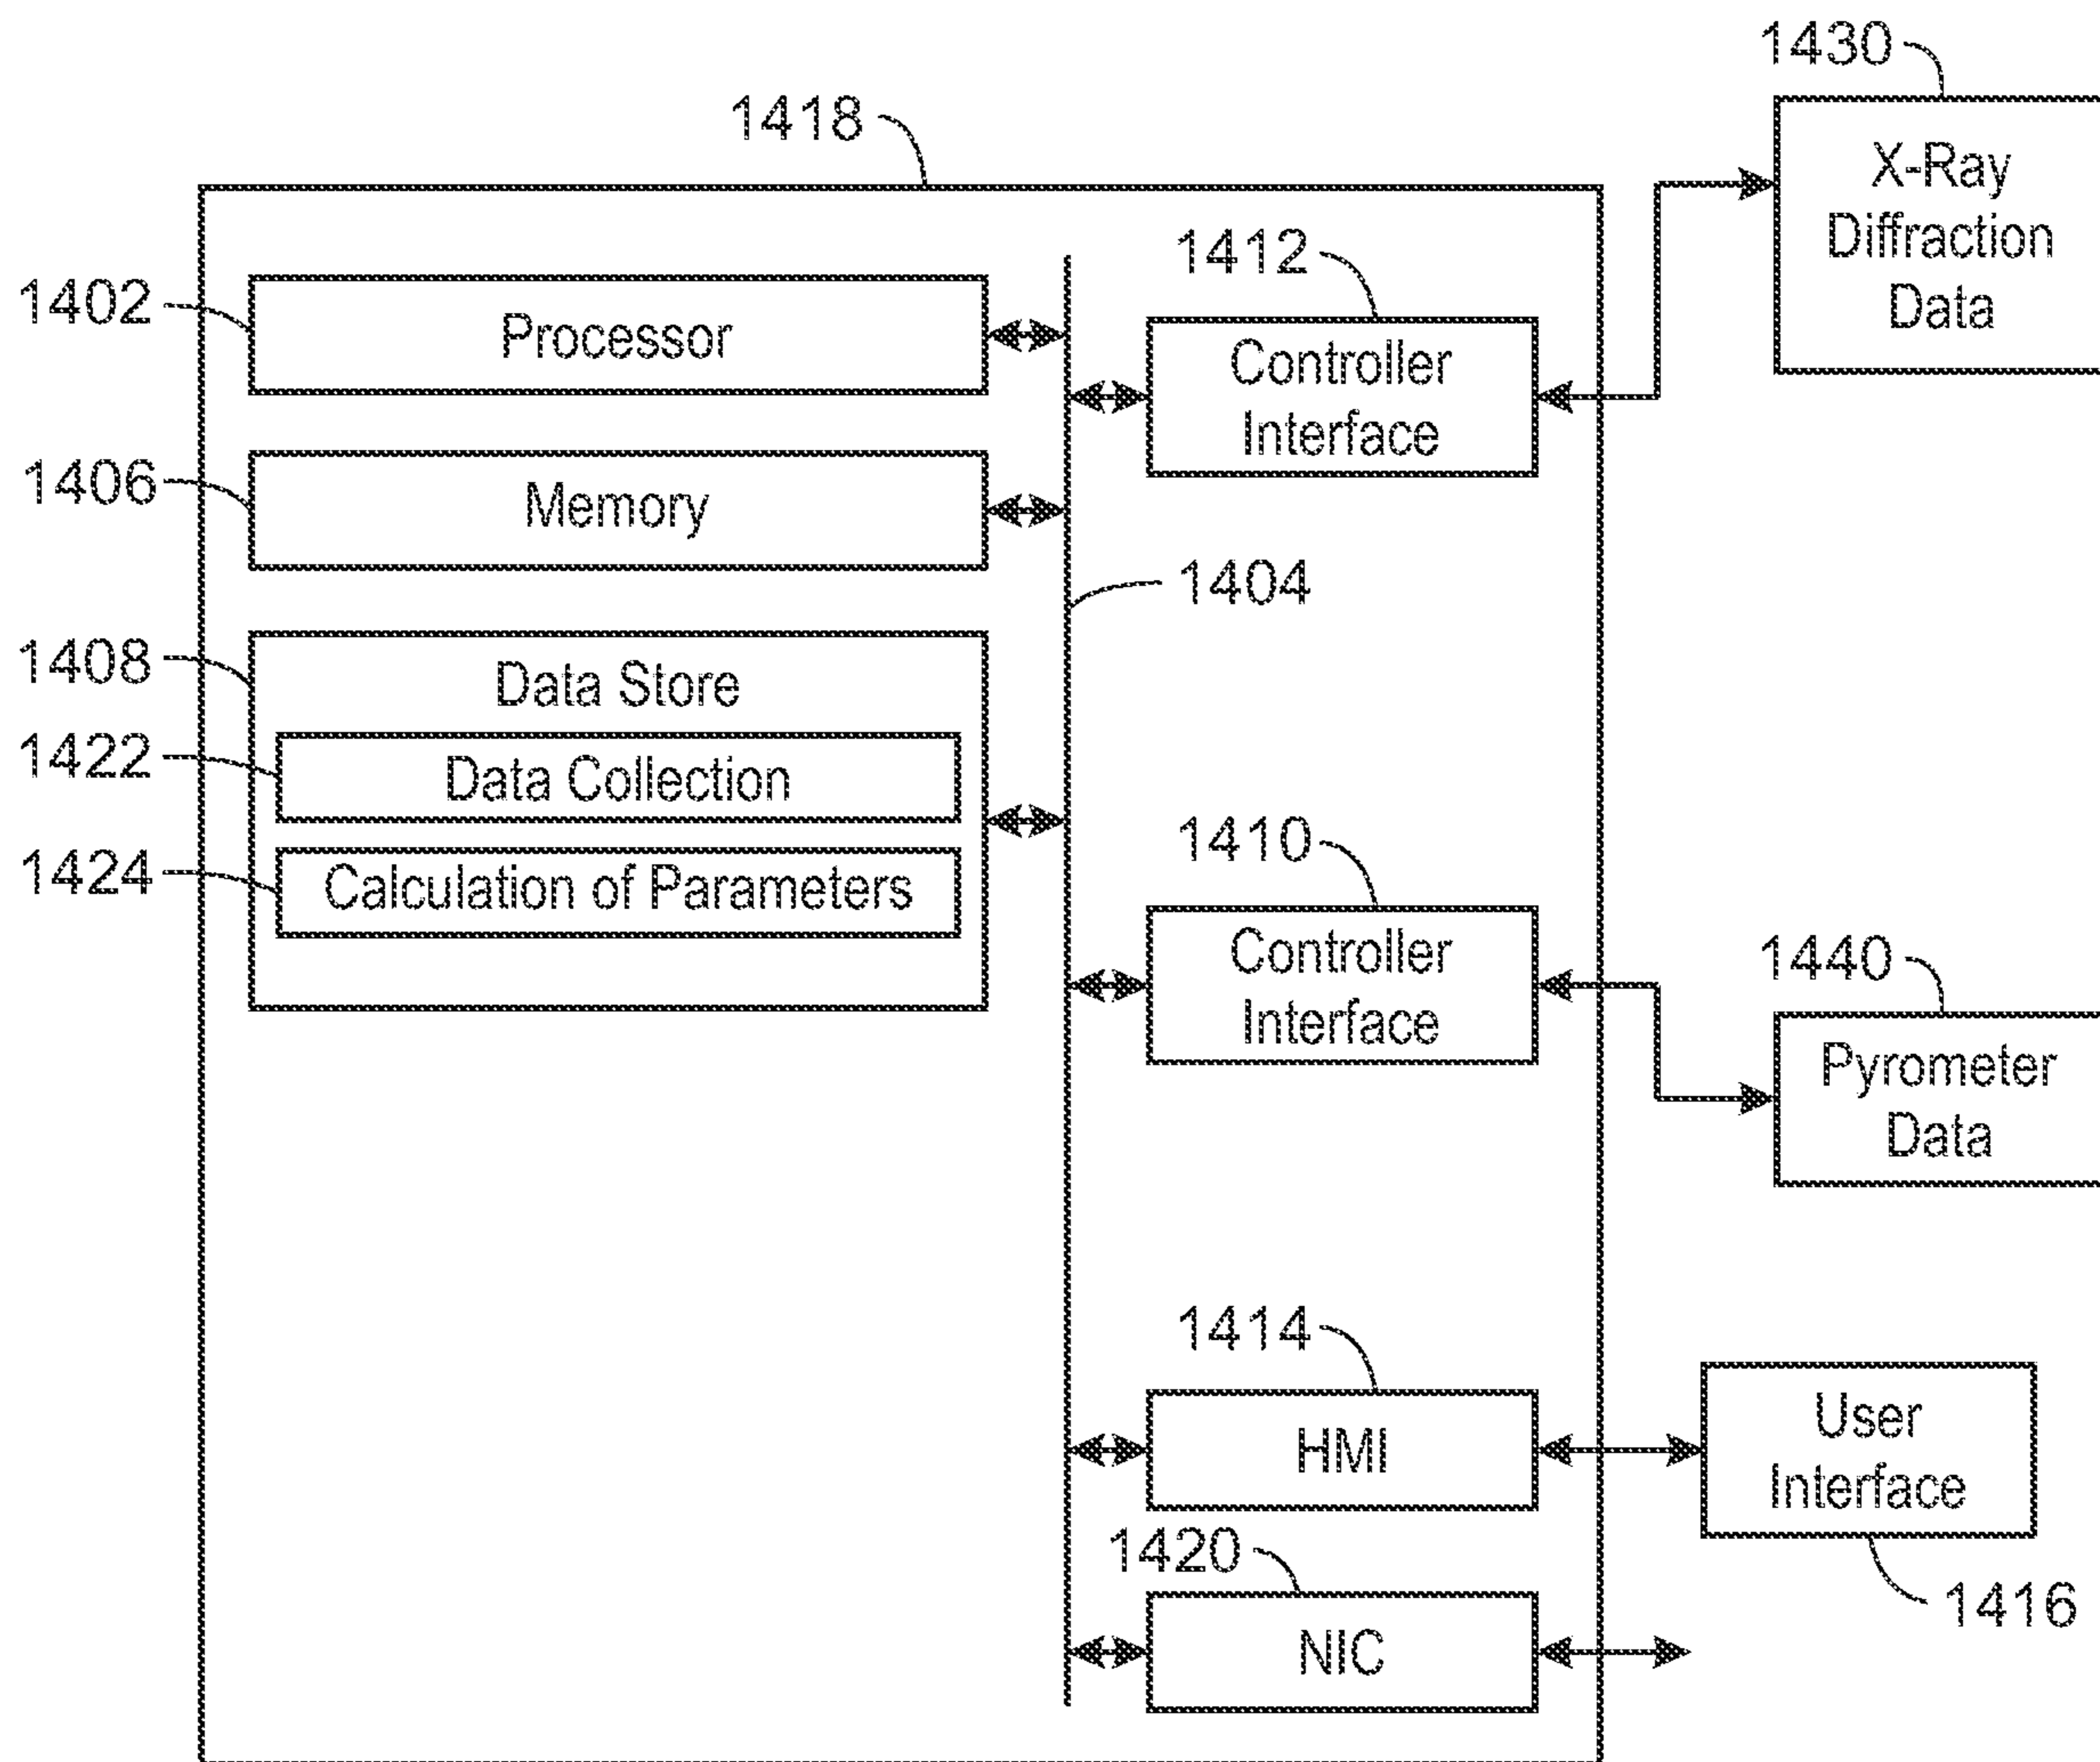 1430
1418
X-Ray
Diffraction
Data
1412
1402
Processor
Controller
Interface
1406
Memory
1404
1408
Data Store
1422
Data Collection
1410
1424
Calculation of Parameters
Controller
Interface
1440
Pyrometer
Data
1414
HMI
User
Interface
1420
1416
NIC